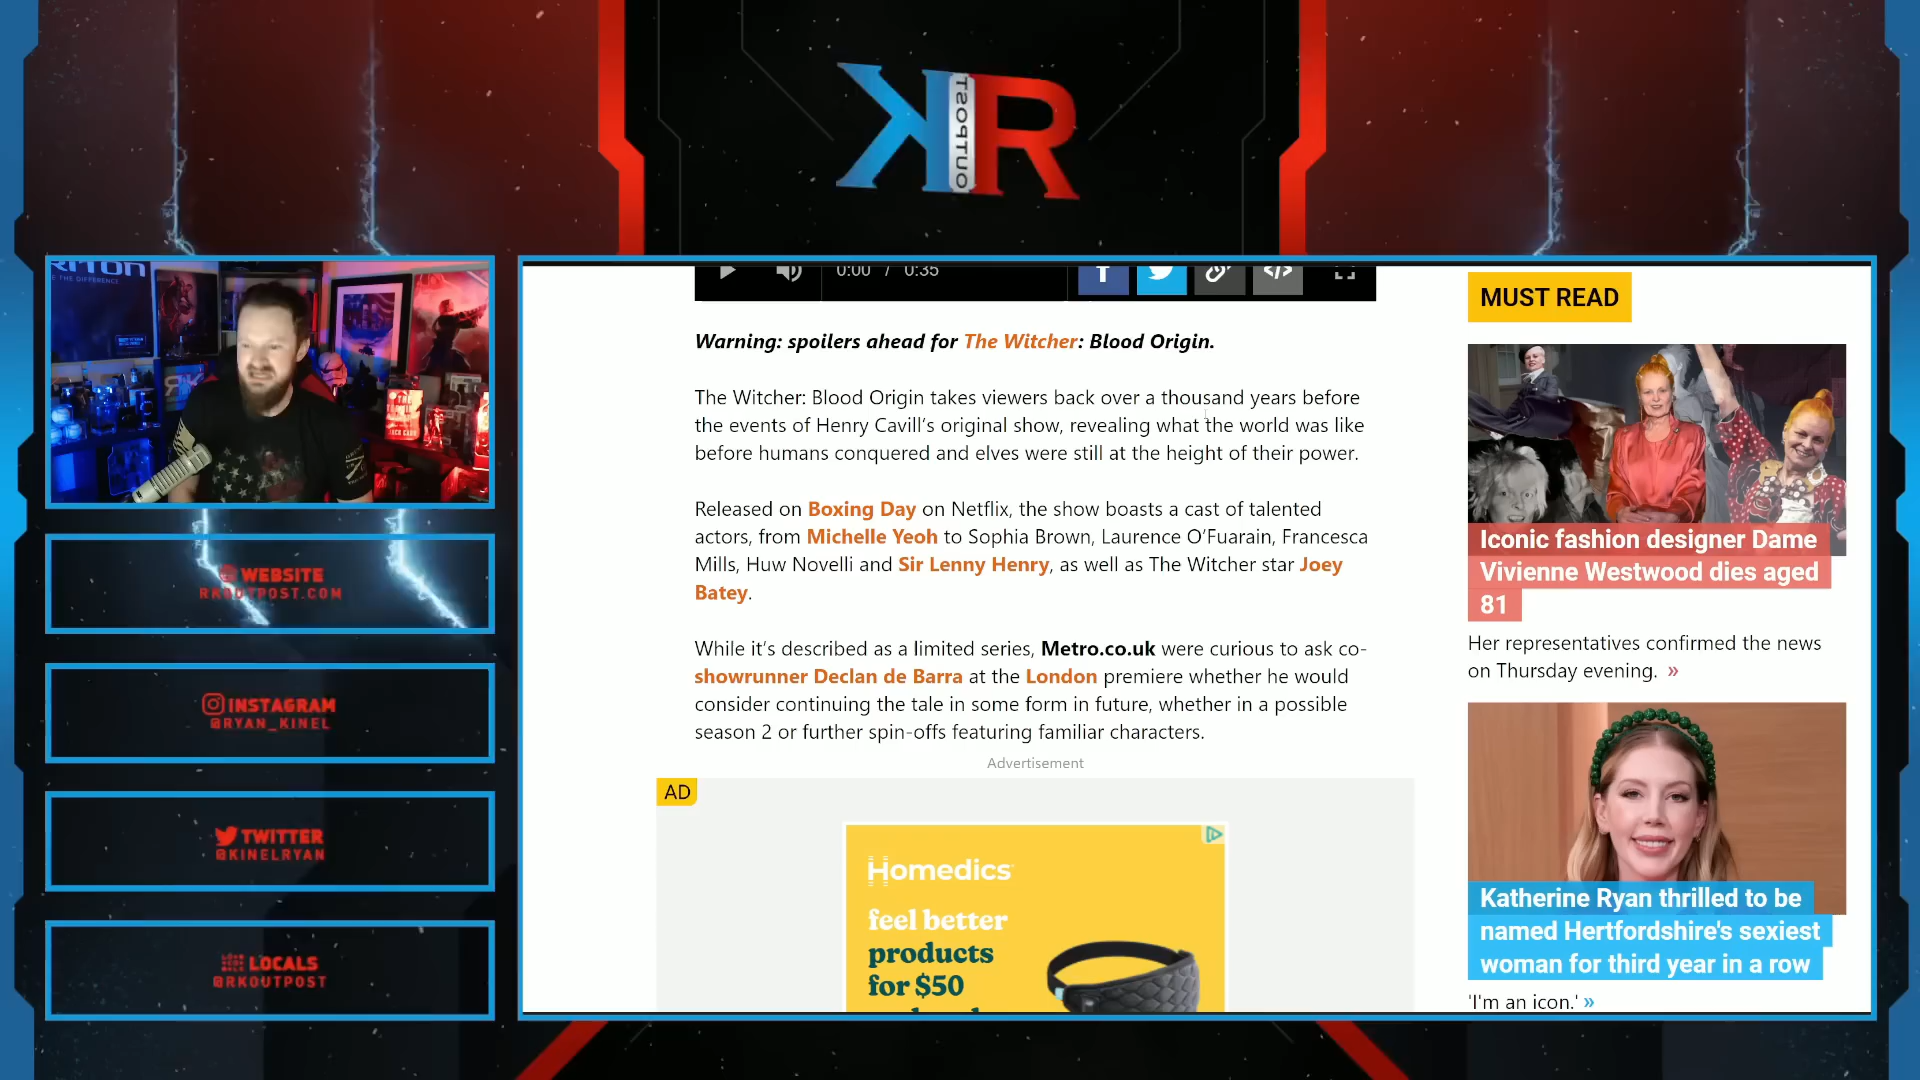 K OUTPOST R
RITON
E THE DIFFERENCE
WEBSITE
RKOUTPOST.COM
INSTAGRAM
@RYAN_KINEL
TWITTER
@KINELRYAN
LOCALS
@RKOUTPOST
0:00 / 0:35
Warning: spoilers ahead for The Witcher: Blood Origin.
The Witcher: Blood Origin takes viewers back over a thousand years before
the events of Henry Cavill’s original show, revealing what the world was like
before humans conquered and elves were still at the height of their power.
Released on Boxing Day on Netflix, the show boasts a cast of talented
actors, from Michelle Yeoh to Sophia Brown, Laurence O’Fuarain, Francesca
Mills, Huw Novelli and Sir Lenny Henry, as well as The Witcher star Joey
Batey.
While it’s described as a limited series, Metro.co.uk were curious to ask co-
showrunner Declan de Barra at the London premiere whether he would
consider continuing the tale in some form in future, whether in a possible
season 2 or further spin-offs featuring familiar characters.
Advertisement
AD
Homedics
feel better
products
for $50
MUST READ
Iconic fashion designer Dame
Vivienne Westwood dies aged
81
Her representatives confirmed the news
on Thursday evening. »
Katherine Ryan thrilled to be
named Hertfordshire's sexiest
woman for third year in a row
'I'm an icon.' »